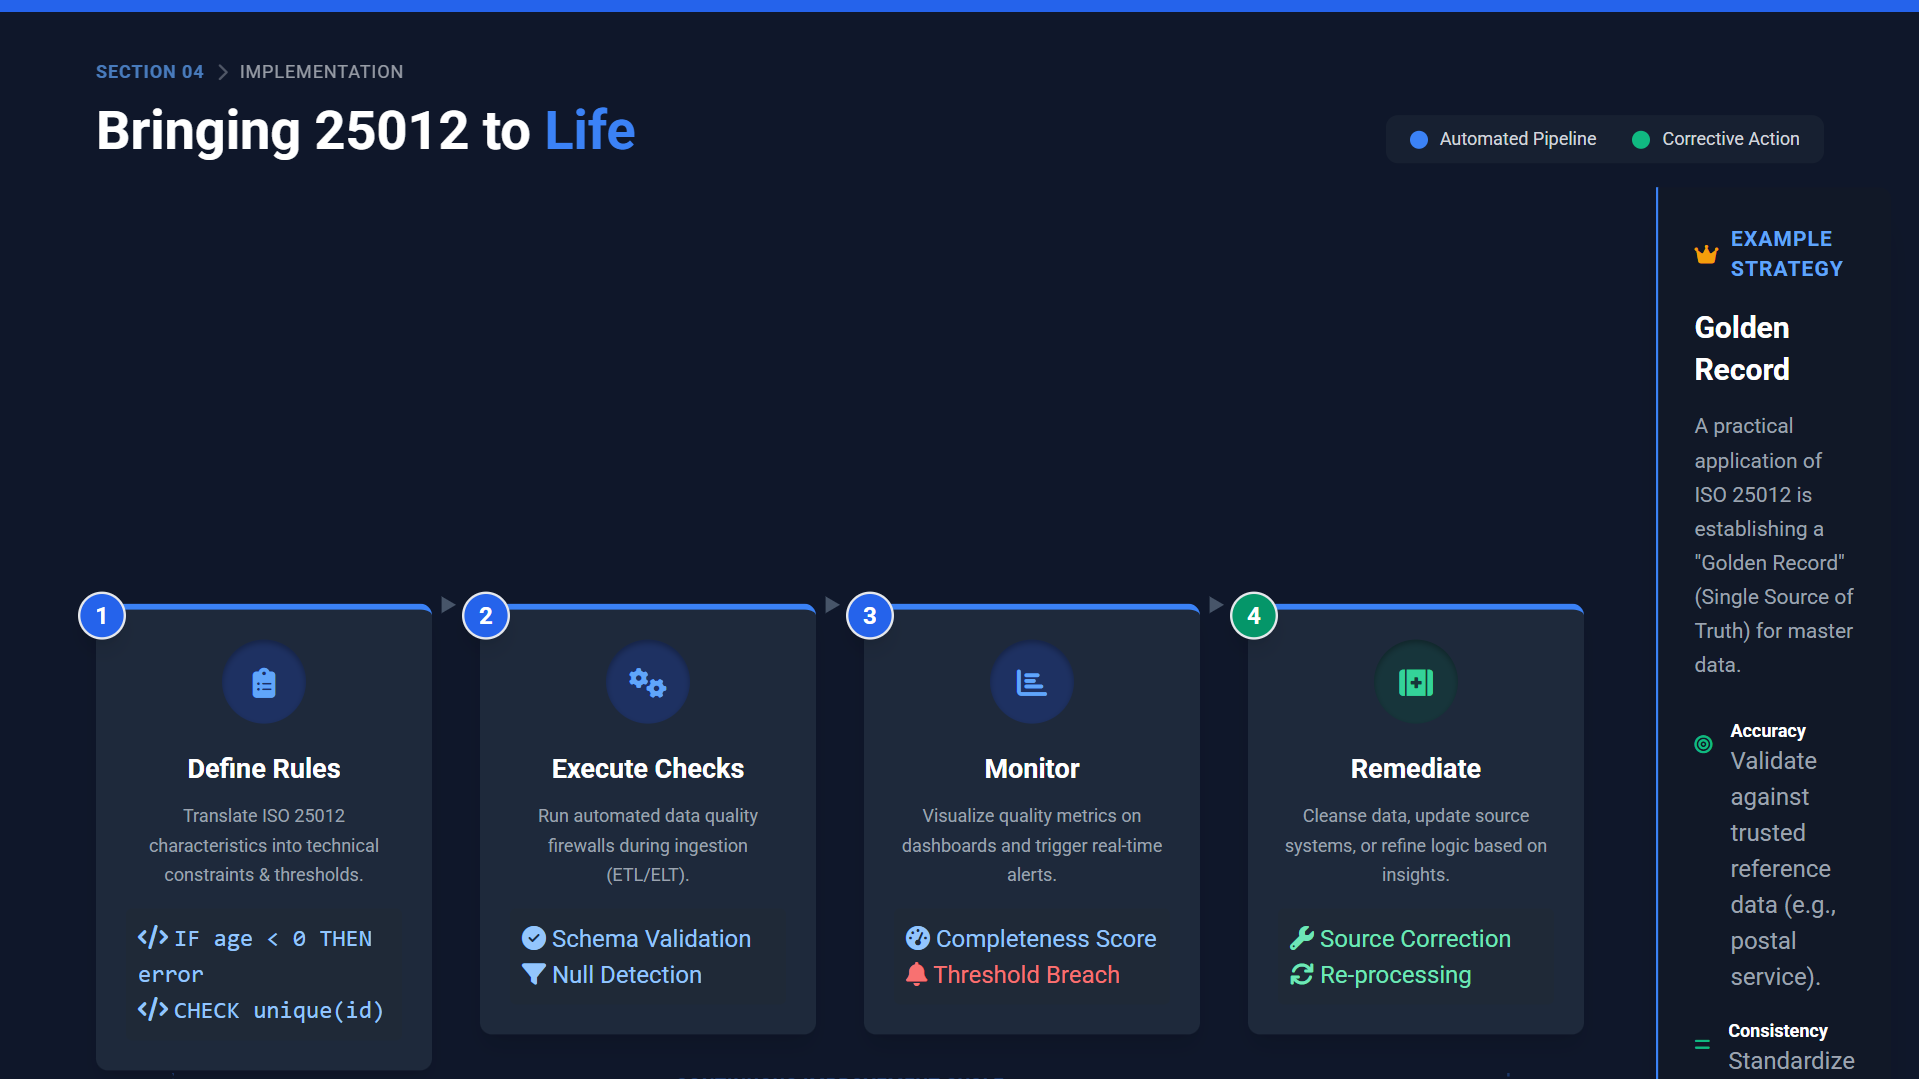 SECTION 04 > IMPLEMENTATION
Bringing 25012 to Life
Automated Pipeline
Corrective Action
1
Define Rules
Translate ISO 25012
characteristics into technical
constraints & thresholds.
</> IF age < 0 THEN
error
</> CHECK unique(id)
2
Execute Checks
Run automated data quality
firewalls during ingestion
(ETL/ELT).
Schema Validation
Null Detection
3
Monitor
Visualize quality metrics on
dashboards and trigger real-time
alerts.
Completeness Score
Threshold Breach
4
Remediate
Cleanse data, update source
systems, or refine logic based on
insights.
Source Correction
Re-processing
EXAMPLE
STRATEGY
Golden
Record
A practical
application of
ISO 25012 is
establishing a
"Golden Record"
(Single Source of
Truth) for master
data.
Accuracy
Validate
against
trusted
reference
data (e.g.,
postal
service).
Consistency
Standardize